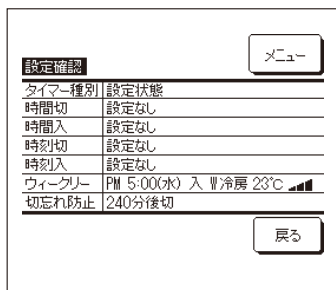 メニュー
設定確認
タイマー種別 設定状態
時間切 設定なし
時間入 設定なし
時刻切 設定なし
時刻入 設定なし
ウィークリー PM 5:00(水) 入 冷房 23℃
切忘れ防止 240分後切
戻る